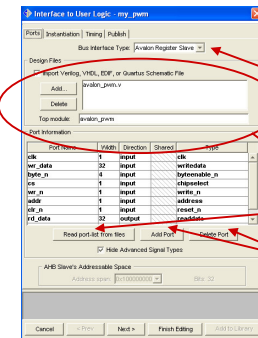 Interface to User Logic - my_pwm
Ports Instantiation Timing Publish
Bus Interface Type: Avalon Register Slave
Design Files
Import Verilog, VHDL, EDIF, or Quartus Schematic File
Add... avalon_pwm.v
Delete
Top module: avalon_pwm
Port Information
Port Name Width Direction Shared Type
clk 1 input clk
wr_data 32 input writedata
byte_n 4 input byteenable_n
cs 1 input chipselect
wr_n 1 input write_n
addr 1 input address
clr_n 1 input reset_n
rd_data 32 output readdata
Read port-list from files Add Port Delete Port
Hide Advanced Signal Types
AHB Slave's Addressable Space
Address span: 0x100000000 Bits: 32
Cancel < Prev Next > Finish Editing Add to Library